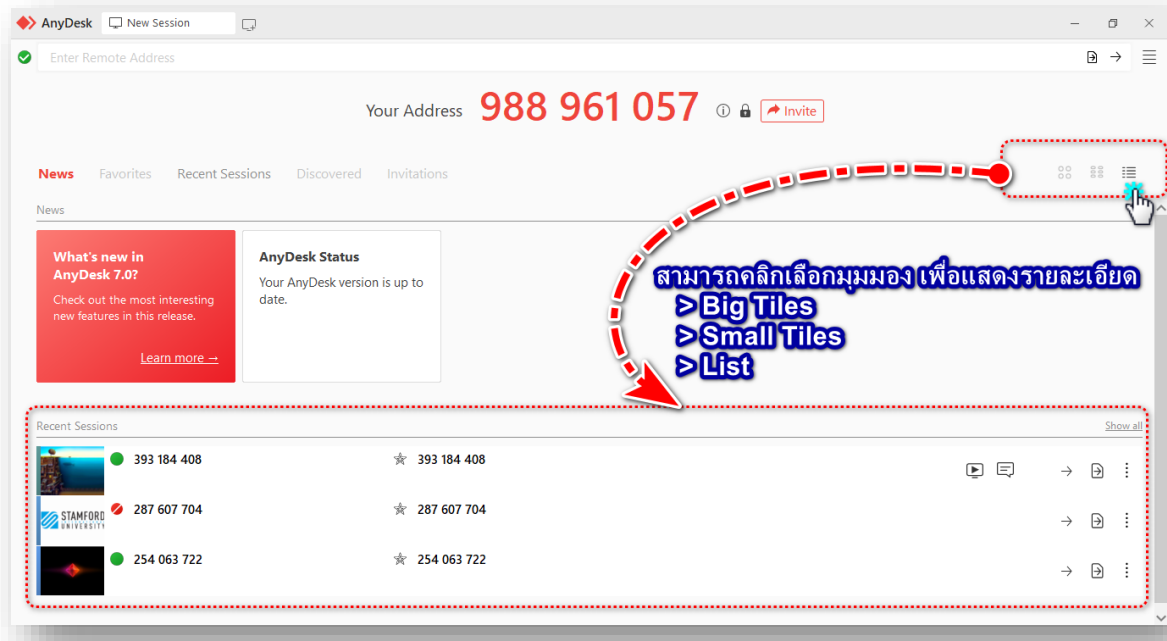 AnyDesk New Session
Enter Remote Address
Your Address 988 961 057 Invite
News Favorites Recent Sessions Discovered Invitations
News
What's new in
AnyDesk 7.0?
Check out the most interesting
new features in this release.
Learn more →
AnyDesk Status
Your AnyDesk version is up to
date.
สามารถคลิกเลือกมุมมอง เพื่อแสดงรายละเอียด
> Big Tiles
> Small Tiles
> List
Recent Sessions Show all
393 184 408 393 184 408
STAMFORD
UNIVERSITY
287 607 704 287 607 704
254 063 722 254 063 722